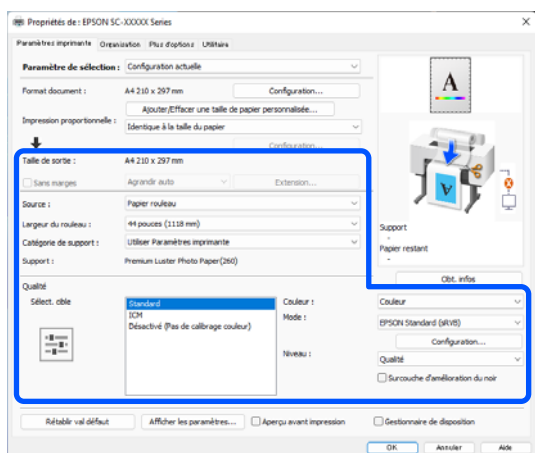 Propriétés de : EPSON SC-XXXXX Series
Paramètres imprimante Organisation Plus d'options Utilitaire
Paramètre de sélection : Configuration actuelle
Format document : A4 210 x 297 mm Configuration...
Ajouter/Effacer une taille de papier personnalisée...
Impression proportionnelle : Identique à la taille du papier
Configuration...
Taille de sortie : A4 210 x 297 mm
Sans marges Agrandir auto Extension...
Source : Papier rouleau
Largeur du rouleau : 44 pouces (1118 mm)
Catégorie de support : Utiliser Paramètres imprimante
Support : Premium Luster Photo Paper(260)
A
A
Support
-
Papier restant
-
Obt. infos
Qualité
Sélect. cible Standard
ICM
Désactivé (Pas de calibrage couleur)
Couleur : Couleur
Mode : EPSON Standard (sRVB)
Configuration...
Niveau : Qualité
Surcouche d'amélioration du noir
Rétablir val défaut Afficher les paramètres... Aperçu avant impression Gestionnaire de disposition
OK Annuler Aide